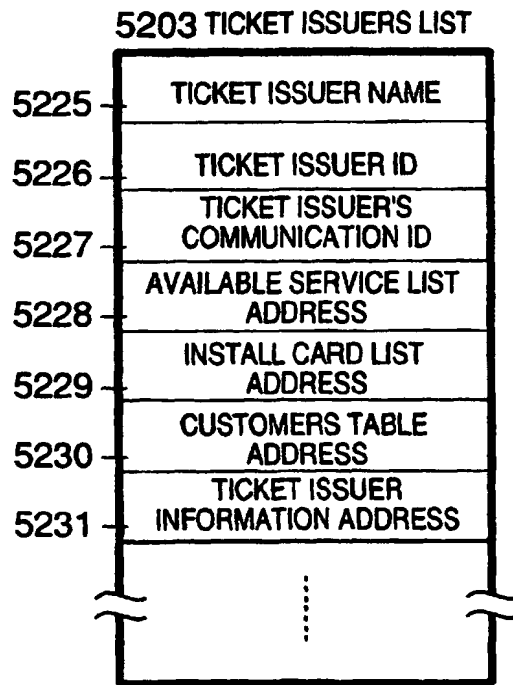 5203 TICKET ISSUERS LIST
5225 TICKET ISSUER NAME
5226 TICKET ISSUER ID
5227 TICKET ISSUER'S
COMMUNICATION ID
5228 AVAILABLE SERVICE LIST
ADDRESS
5229 INSTALL CARD LIST
ADDRESS
5230 CUSTOMERS TABLE
ADDRESS
5231 TICKET ISSUER
INFORMATION ADDRESS